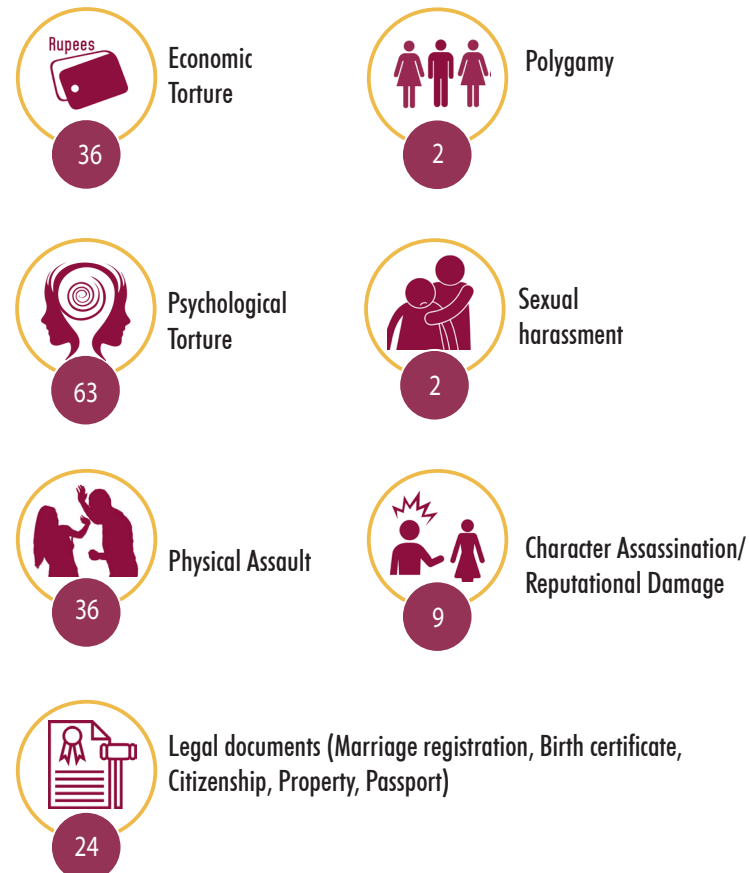 Rupees
Economic
Torture
36
Polygamy
2
Psychological
Torture
63
Sexual
harassment
2
Physical Assault
36
Character Assassination/
Reputational Damage
9
Legal documents (Marriage registration, Birth certificate,
Citizenship, Property, Passport)
24